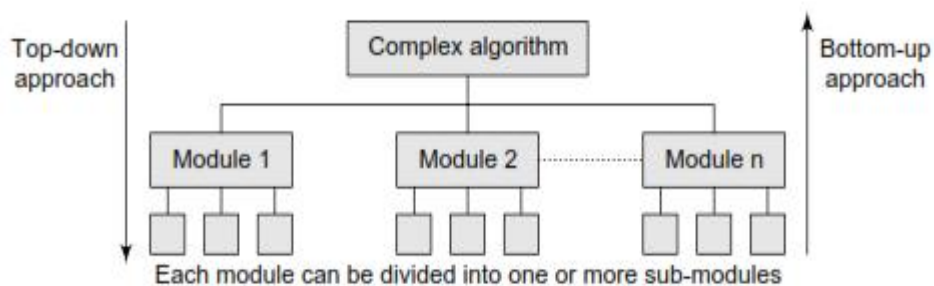 Top-down
approach
Complex algorithm
Bottom-up
approach
Module 1
Module 2
Module n
Each module can be divided into one or more sub-modules